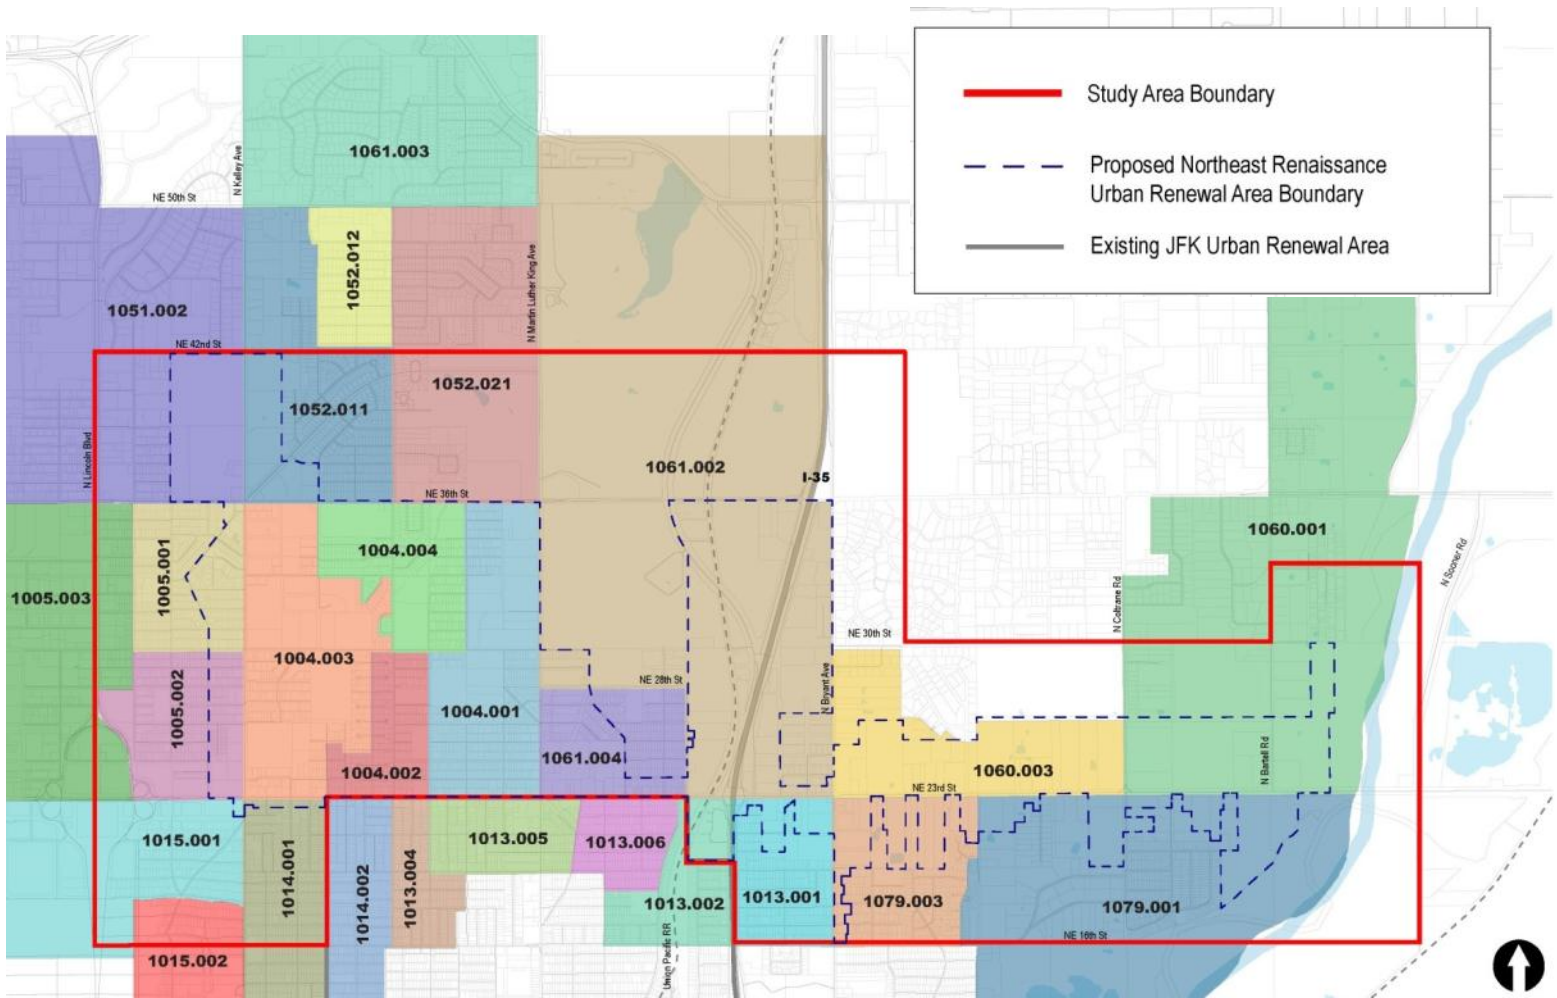 Study Area Boundary
Proposed Northeast Renaissance
Urban Renewal Area Boundary
Existing JFK Urban Renewal Area
1061.003
N Kelley Ave
NE 50th St
1052.012
N Martin Luther King Ave
1051.002
NE 42nd St
1052.021
1052.011
N Lincoln Blvd
1061.002
I-35
NE 36th St
1060.001
1004.004
N Sooner Rd
1005.001
1005.003
N Coltrane Rd
NE 30th St
1004.003
NE 28th St
N Bryant Ave
1005.002
1004.001
1061.004
N Bartell Rd
1004.002
1060.003
NE 23rd St
1015.001
1013.005
1013.006
1014.001
1014.002
1013.004
1013.002
1013.001
1079.003
1079.001
NE 16th St
Union Pacific RR
1015.002